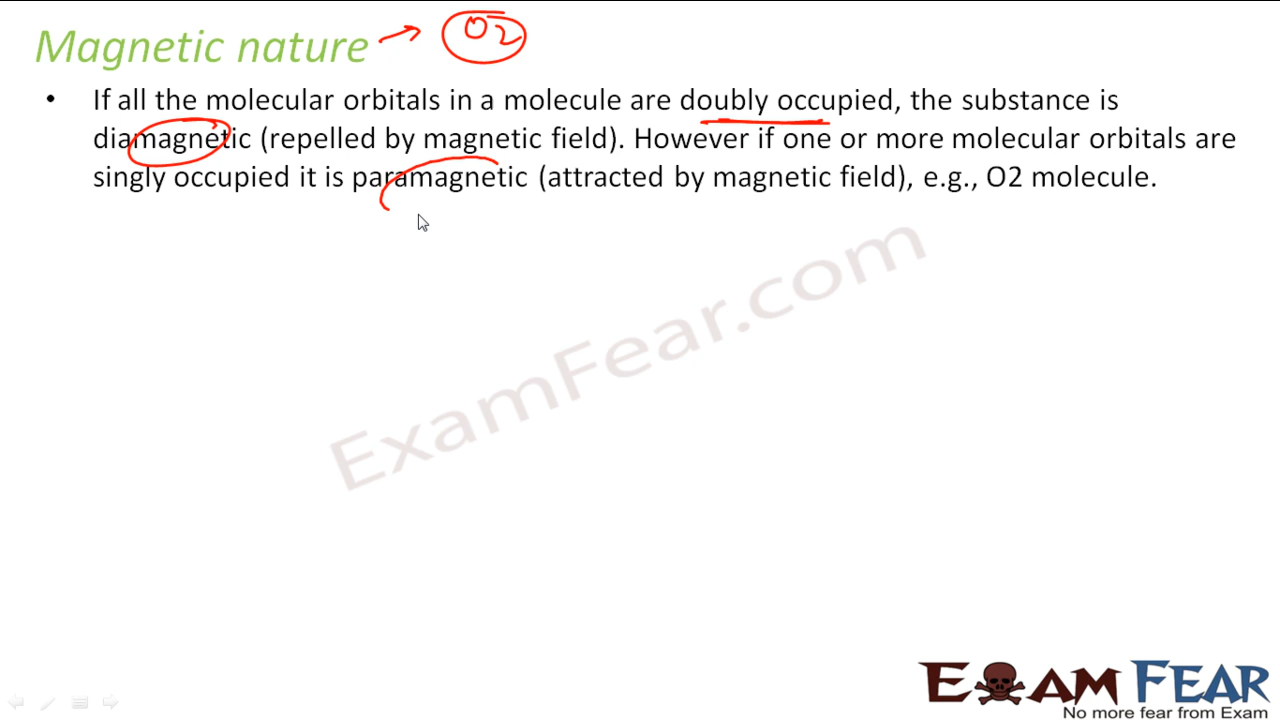 Magnetic nature → O2
• If all the molecular orbitals in a molecule are doubly occupied, the substance is
diamagnetic (repelled by magnetic field). However if one or more molecular orbitals are
singly occupied it is paramagnetic (attracted by magnetic field), e.g., O2 molecule.
ExamFear.com
EXAM FEAR
No more fear from Exam